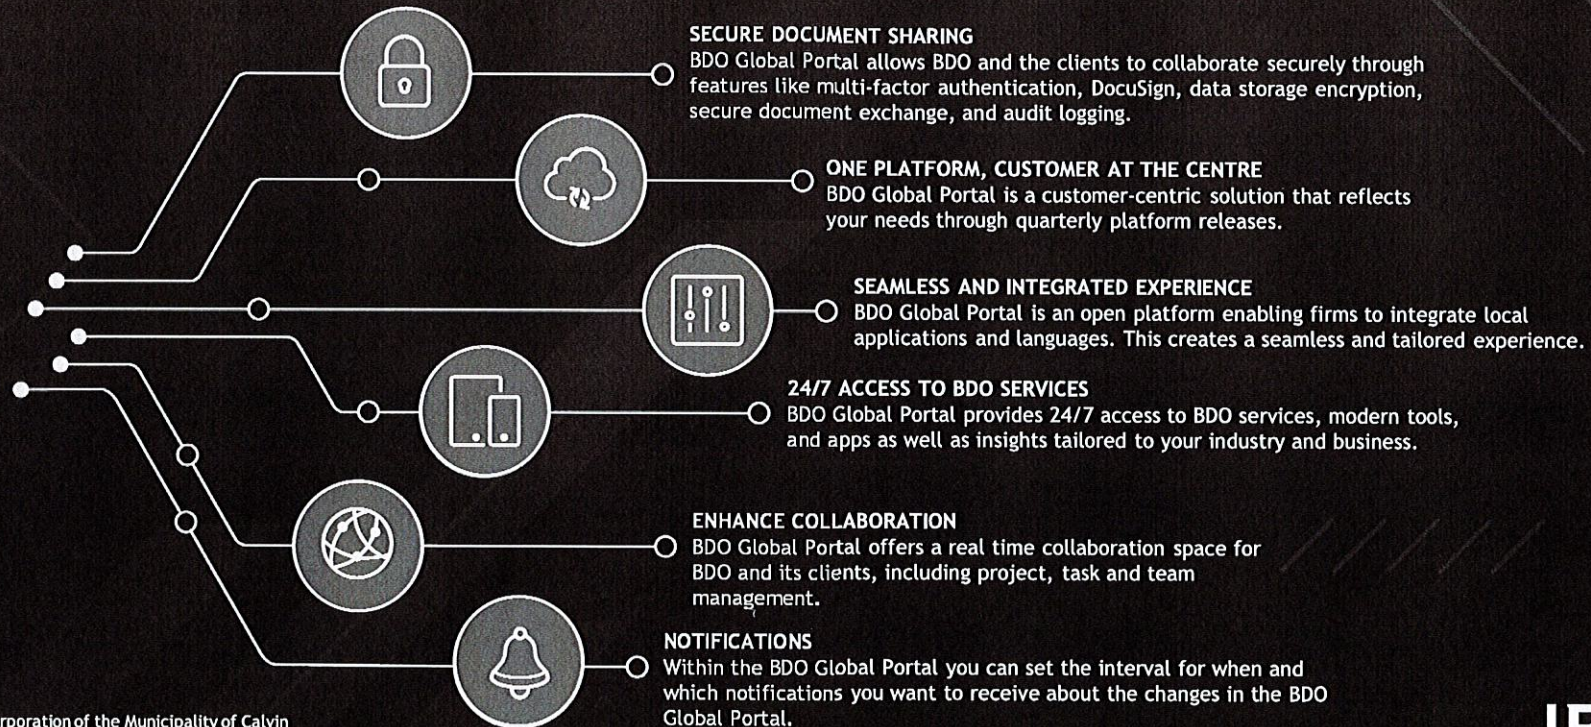 SECURE DOCUMENT SHARING
BDO Global Portal allows BDO and the clients to collaborate securely through
features like multi-factor authentication, DocuSign, data storage encryption,
secure document exchange, and audit logging.
ONE PLATFORM, CUSTOMER AT THE CENTRE
BDO Global Portal is a customer-centric solution that reflects
your needs through quarterly platform releases.
SEAMLESS AND INTEGRATED EXPERIENCE
BDO Global Portal is an open platform enabling firms to integrate local
applications and languages. This creates a seamless and tailored experience.
24/7 ACCESS TO BDO SERVICES
BDO Global Portal provides 24/7 access to BDO services, modern tools,
and apps as well as insights tailored to your industry and business.
ENHANCE COLLABORATION
BDO Global Portal offers a real time collaboration space for
BDO and its clients, including project, task and team
management.
NOTIFICATIONS
Within the BDO Global Portal you can set the interval for when and
which notifications you want to receive about the changes in the BDO
Global Portal.
of the Municipality of Calvin